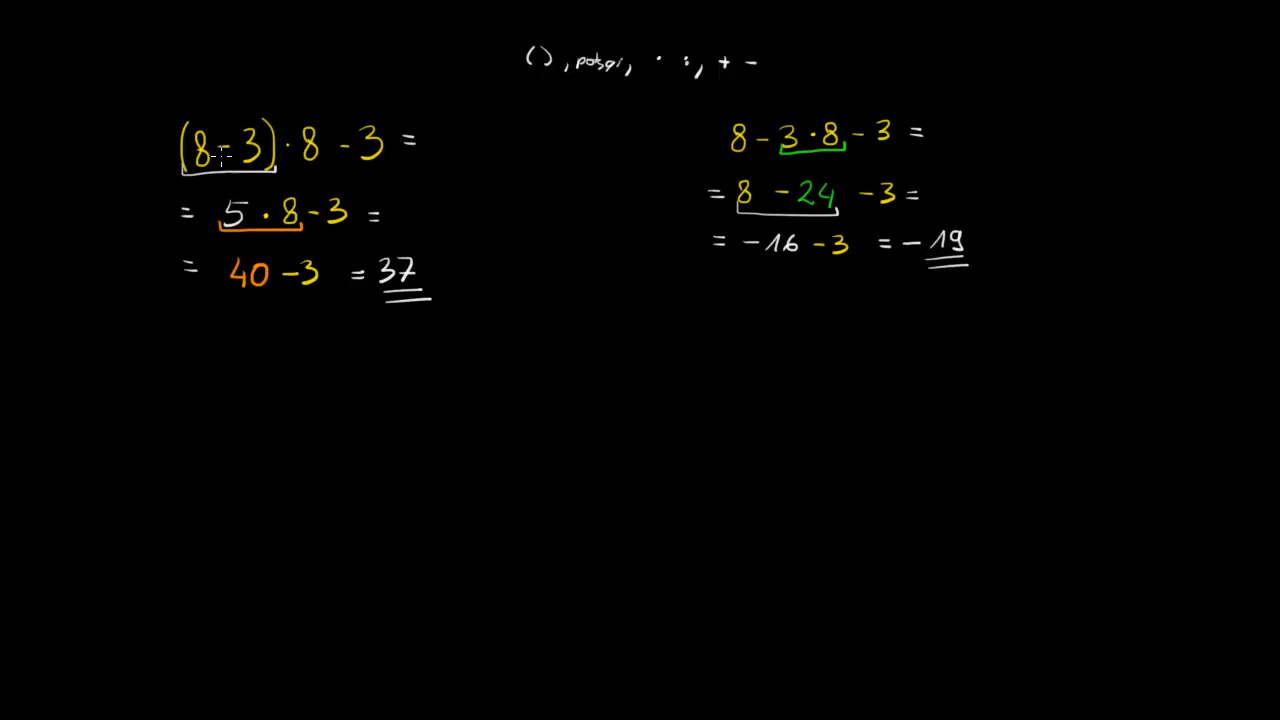 ( ) , potęgi, · : , + -
(8 - 3) · 8 - 3 =
= 5 · 8 - 3 =
= 40 - 3 = 37
8 - 3 · 8 - 3 =
= 8 - 24 - 3 =
= -16 - 3 = -19